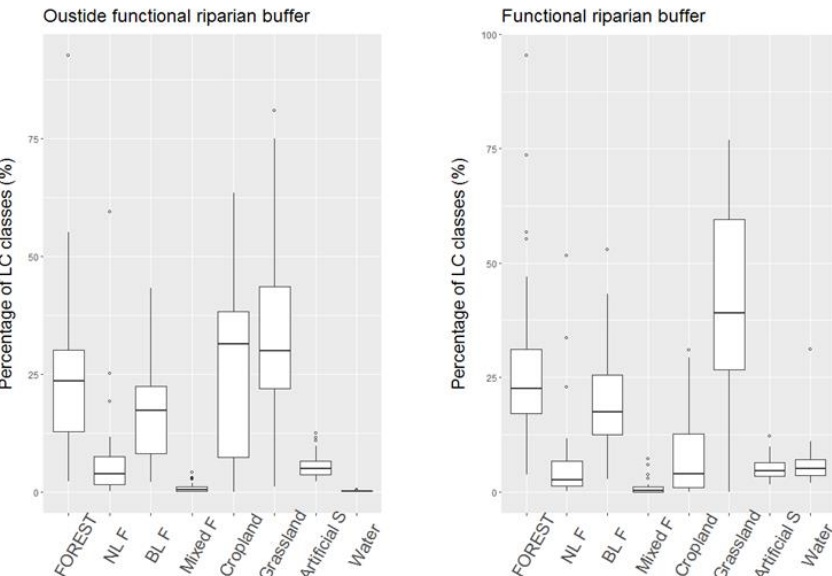 Oustide functional riparian buffer
Percentage of LC classes (%)
75
50
25
0
FOREST
NL F
BL F
Mixed F
Cropland
Grassland
Artificial S
Water
Functional riparian buffer
Percentage of LC classes (%)
100
75
50
25
0
FOREST
NL F
BL F
Mixed F
Cropland
Grassland
Artificial S
Water